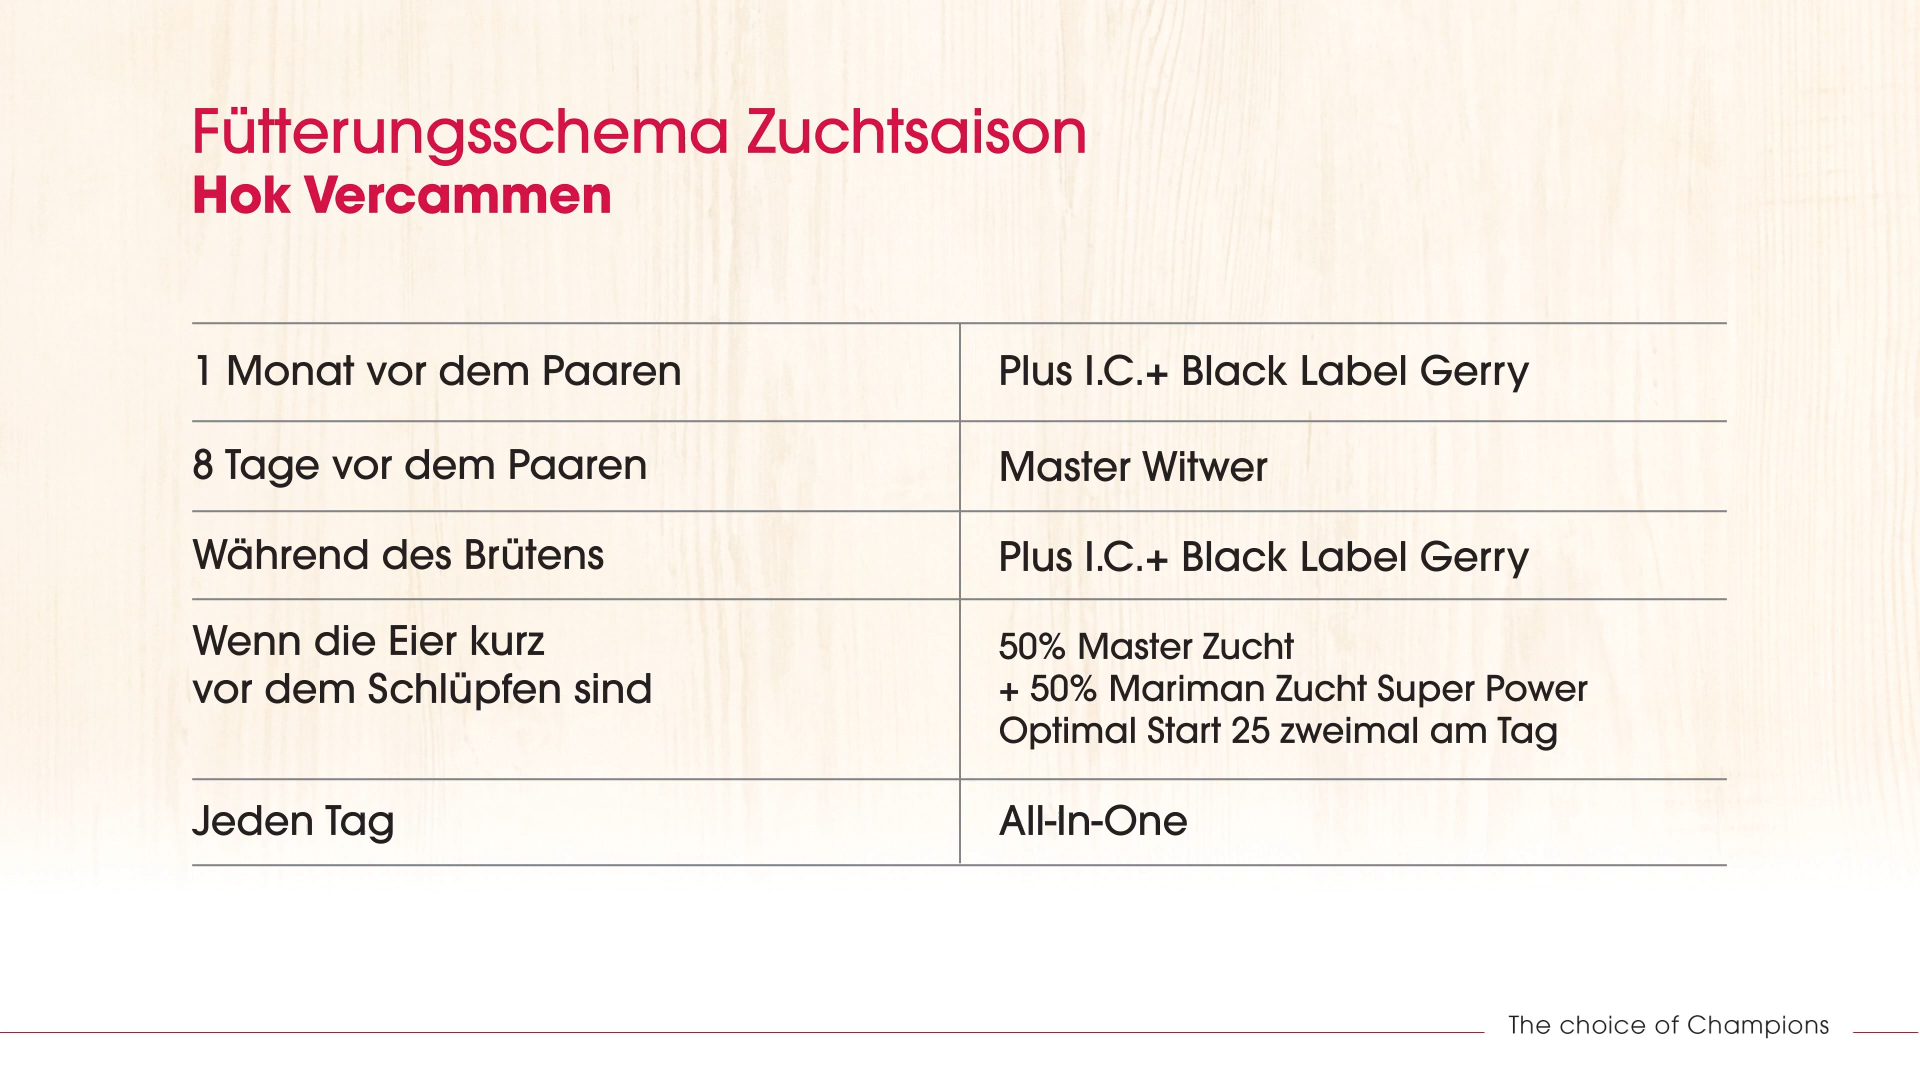 Fütterungsschema Zuchtsaison
Hok Vercammen
1 Monat vor dem Paaren
Plus I.C.+ Black Label Gerry
8 Tage vor dem Paaren
Master Witwer
Während des Brütens
Plus I.C.+ Black Label Gerry
Wenn die Eier kurz
vor dem Schlüpfen sind
50% Master Zucht
+ 50% Mariman Zucht Super Power
Optimal Start 25 zweimal am Tag
Jeden Tag
All-In-One
The choice of Champions